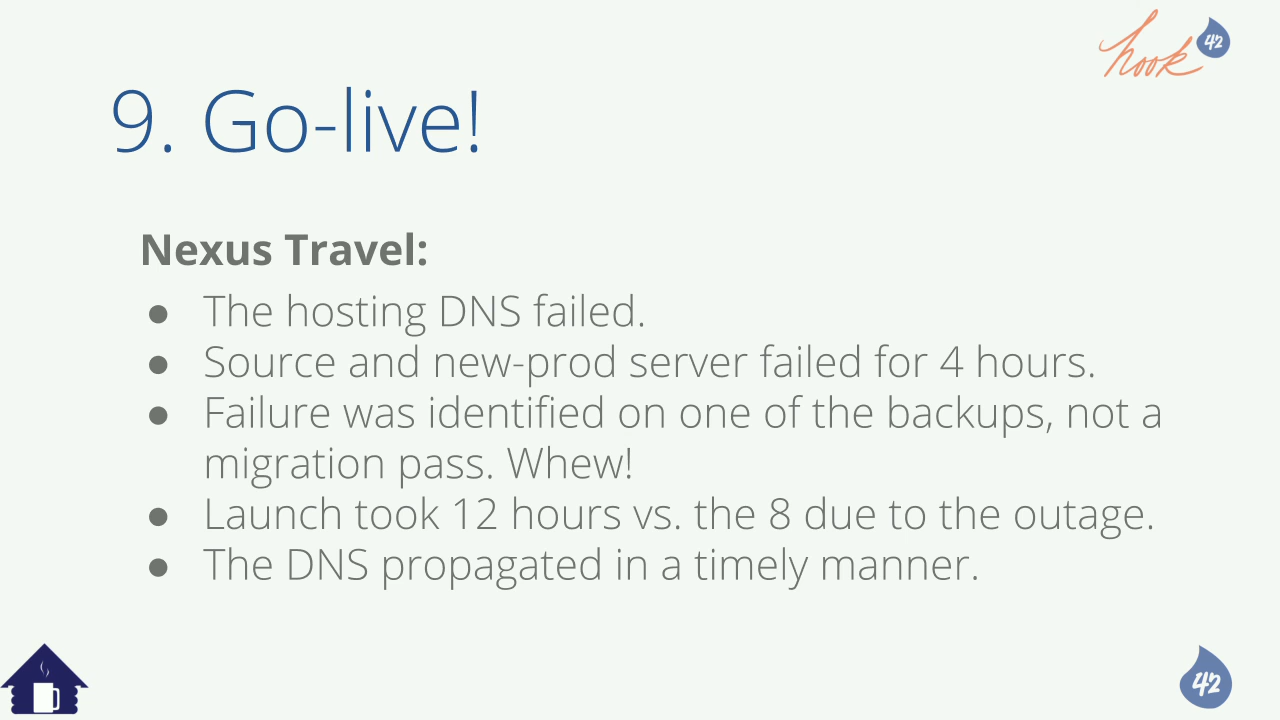 hook 42
9. Go-live!
Nexus Travel:
● The hosting DNS failed.
● Source and new-prod server failed for 4 hours.
● Failure was identified on one of the backups, not a
migration pass. Whew!
● Launch took 12 hours vs. the 8 due to the outage.
● The DNS propagated in a timely manner.
42